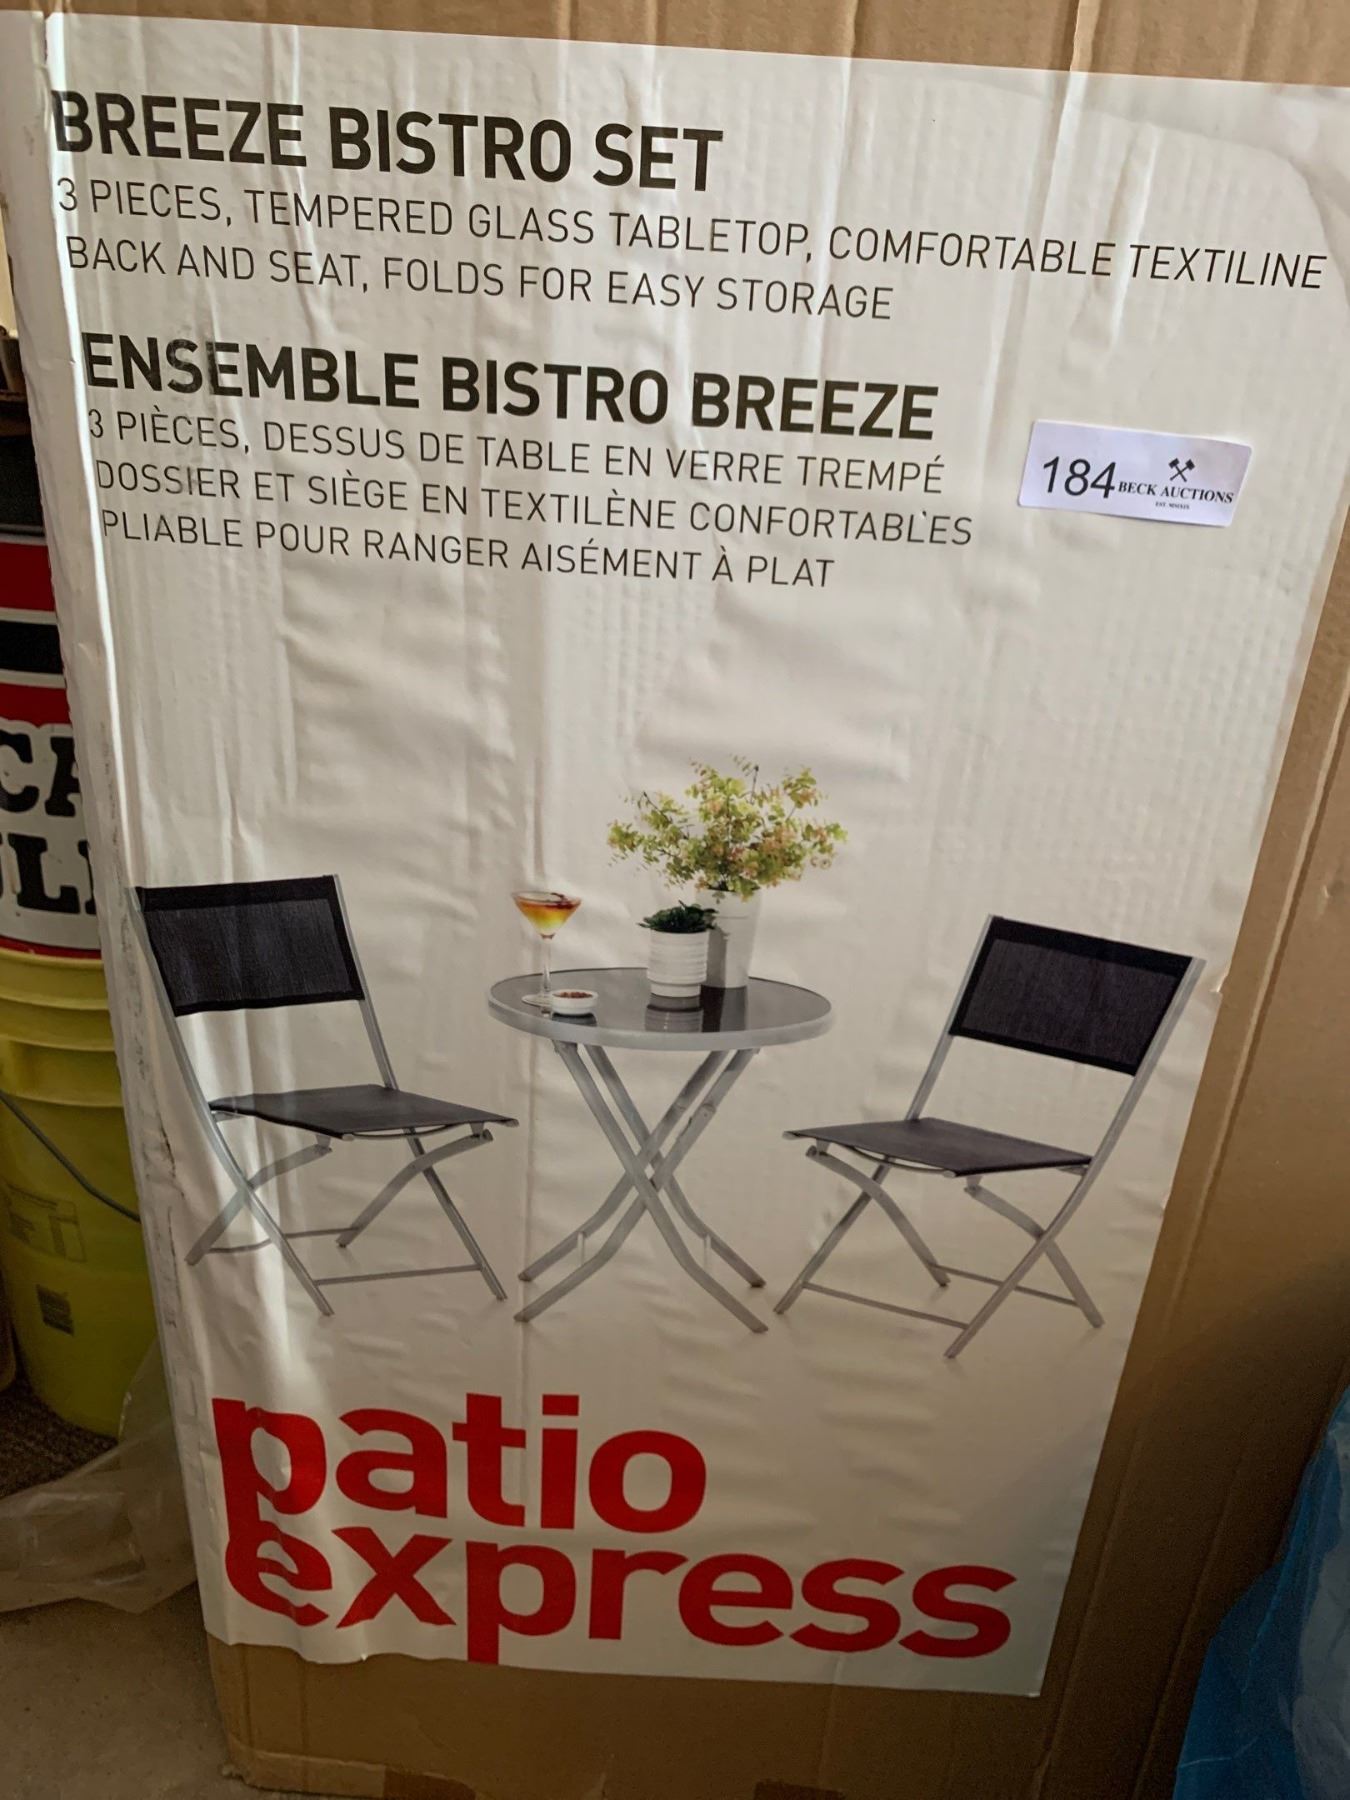 BREEZE BISTRO SET
3 PIECES, TEMPERED GLASS TABLETOP, COMFORTABLE TEXTILINE
BACK AND SEAT, FOLDS FOR EASY STORAGE
ENSEMBLE BISTRO BREEZE
3 PIÈCES, DESSUS DE TABLE EN VERRE TREMPÉ
DOSSIER ET SIÈGE EN TEXTILÈNE CONFORTABLES
PLIABLE POUR RANGER AISÉMENT À PLAT
184 BECK AUCTIONS
patio
express